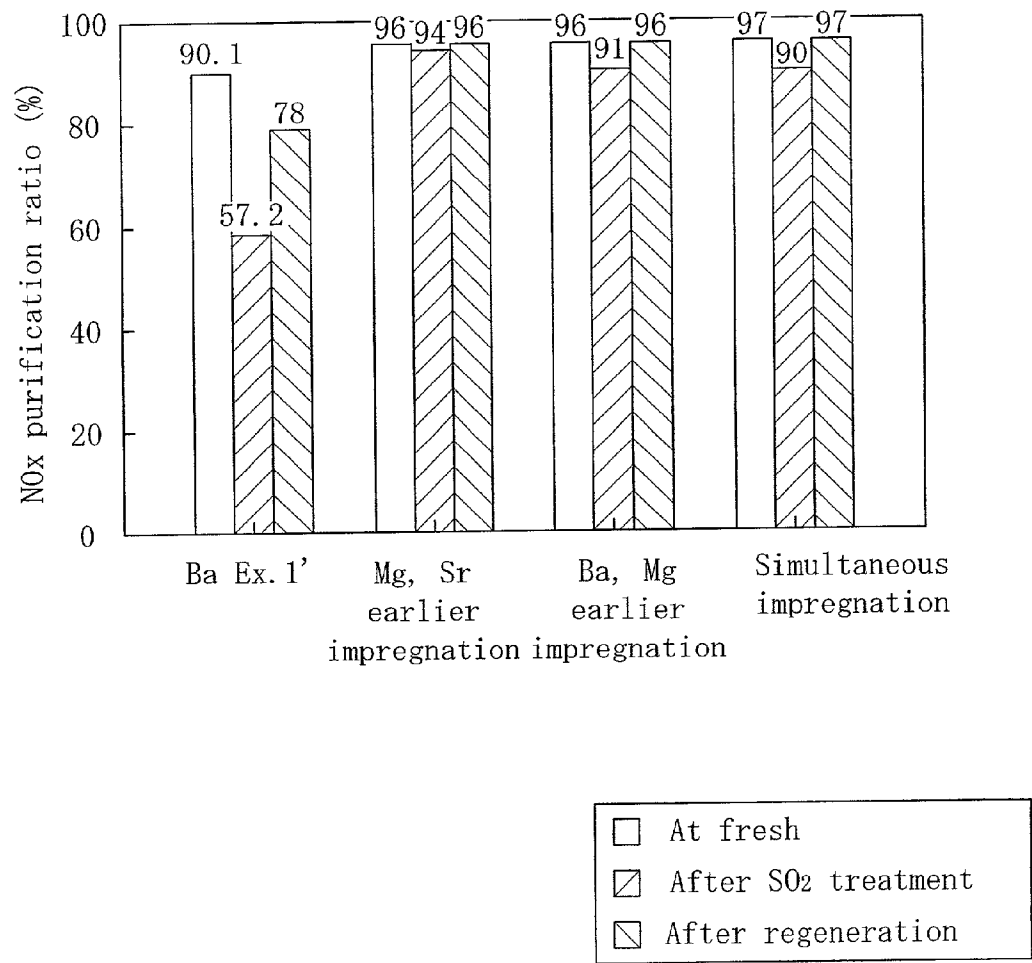 NOx purification ratio (%)
100
80
60
40
20
0
90.1
57.2
78
96
94
96
96
91
96
97
90
97
Ba Ex.1'
Mg, Sr
earlier
impregnation
Ba, Mg
earlier
impregnation
Simultaneous
impregnation
At fresh
After SO2 treatment
After regeneration